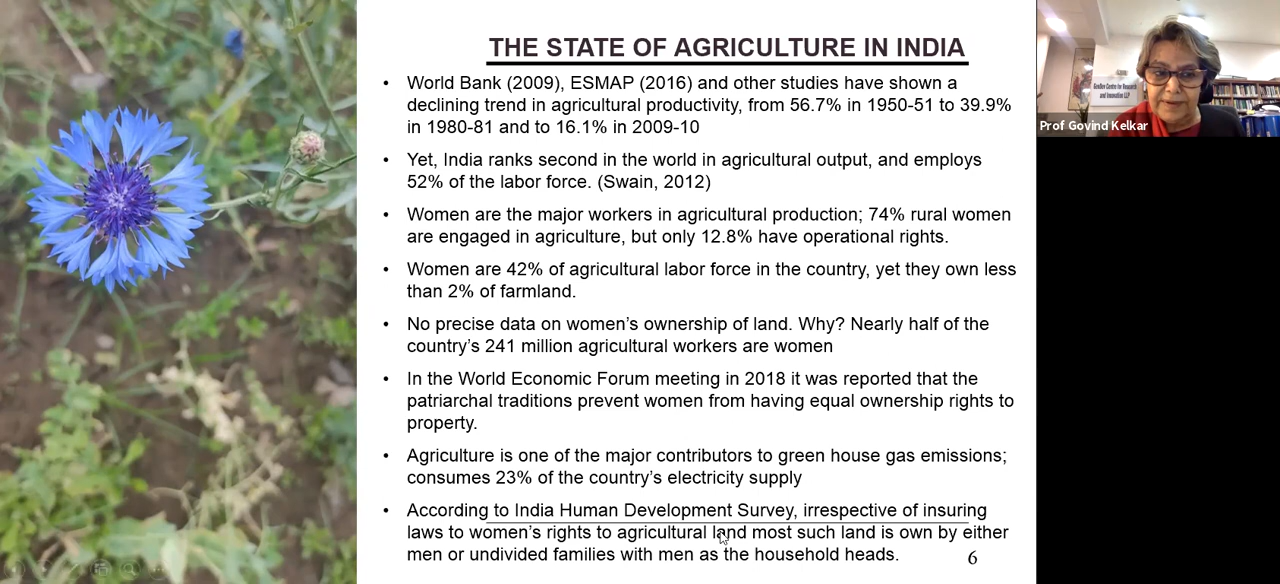 THE STATE OF AGRICULTURE IN INDIA
• World Bank (2009), ESMAP (2016) and other studies have shown a
declining trend in agricultural productivity, from 56.7% in 1950-51 to 39.9%
in 1980-81 and to 16.1% in 2009-10
• Yet, India ranks second in the world in agricultural output, and employs
52% of the labor force. (Swain, 2012)
• Women are the major workers in agricultural production; 74% rural women
are engaged in agriculture, but only 12.8% have operational rights.
• Women are 42% of agricultural labor force in the country, yet they own less
than 2% of farmland.
• No precise data on women’s ownership of land. Why? Nearly half of the
country’s 241 million agricultural workers are women
• In the World Economic Forum meeting in 2018 it was reported that the
patriarchal traditions prevent women from having equal ownership rights to
property.
• Agriculture is one of the major contributors to green house gas emissions;
consumes 23% of the country’s electricity supply
• According to India Human Development Survey, irrespective of insuring
laws to women’s rights to agricultural land most such land is own by either
men or undivided families with men as the household heads.
6
GenDev Centre for Research
and Innovation LLP
Prof Govind Kelkar